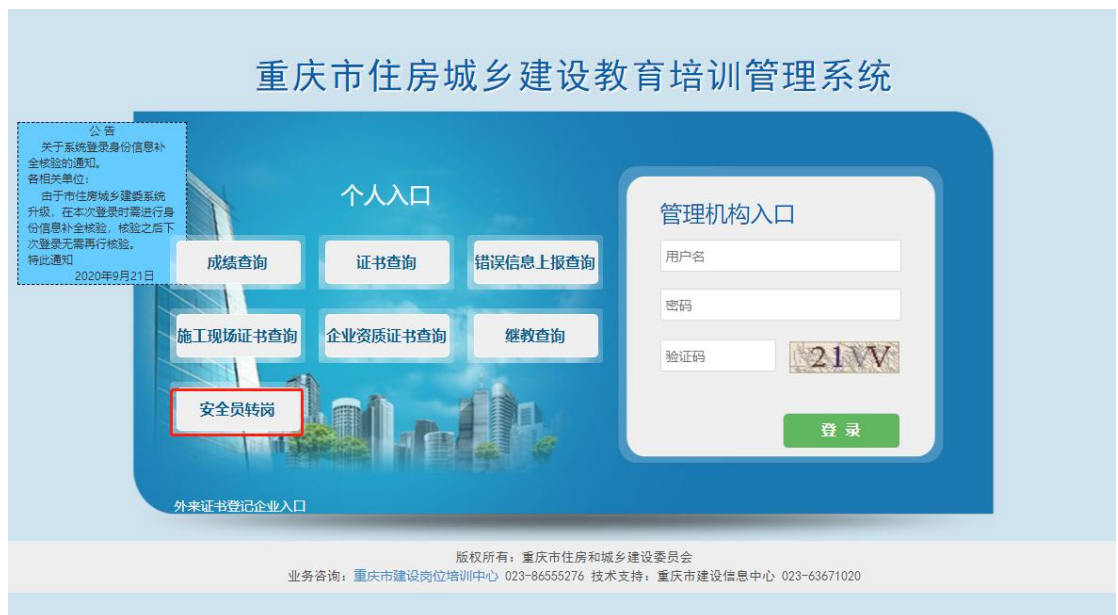 重庆市住房城乡建设教育培训管理系统
公告
关于系统登录身份信息补
全核验的通知。
各相关单位：
由于市住房城乡建委系统
升级，在本次登录时需进行身
份信息补全核验，核验之后下
次登录无需再行核验。
特此通知
2020年9月21日
个人入口
成绩查询
证书查询
错误信息上报查询
施工现场证书查询
企业资质证书查询
继教查询
安全员转岗
外来证书登记企业入口
管理机构入口
用户名
密码
验证码
21VV
登 录
版权所有：重庆市住房和城乡建设委员会
业务咨询：重庆市建设岗位培训中心 023-86555276 技术支持：重庆市建设信息中心 023-63671020